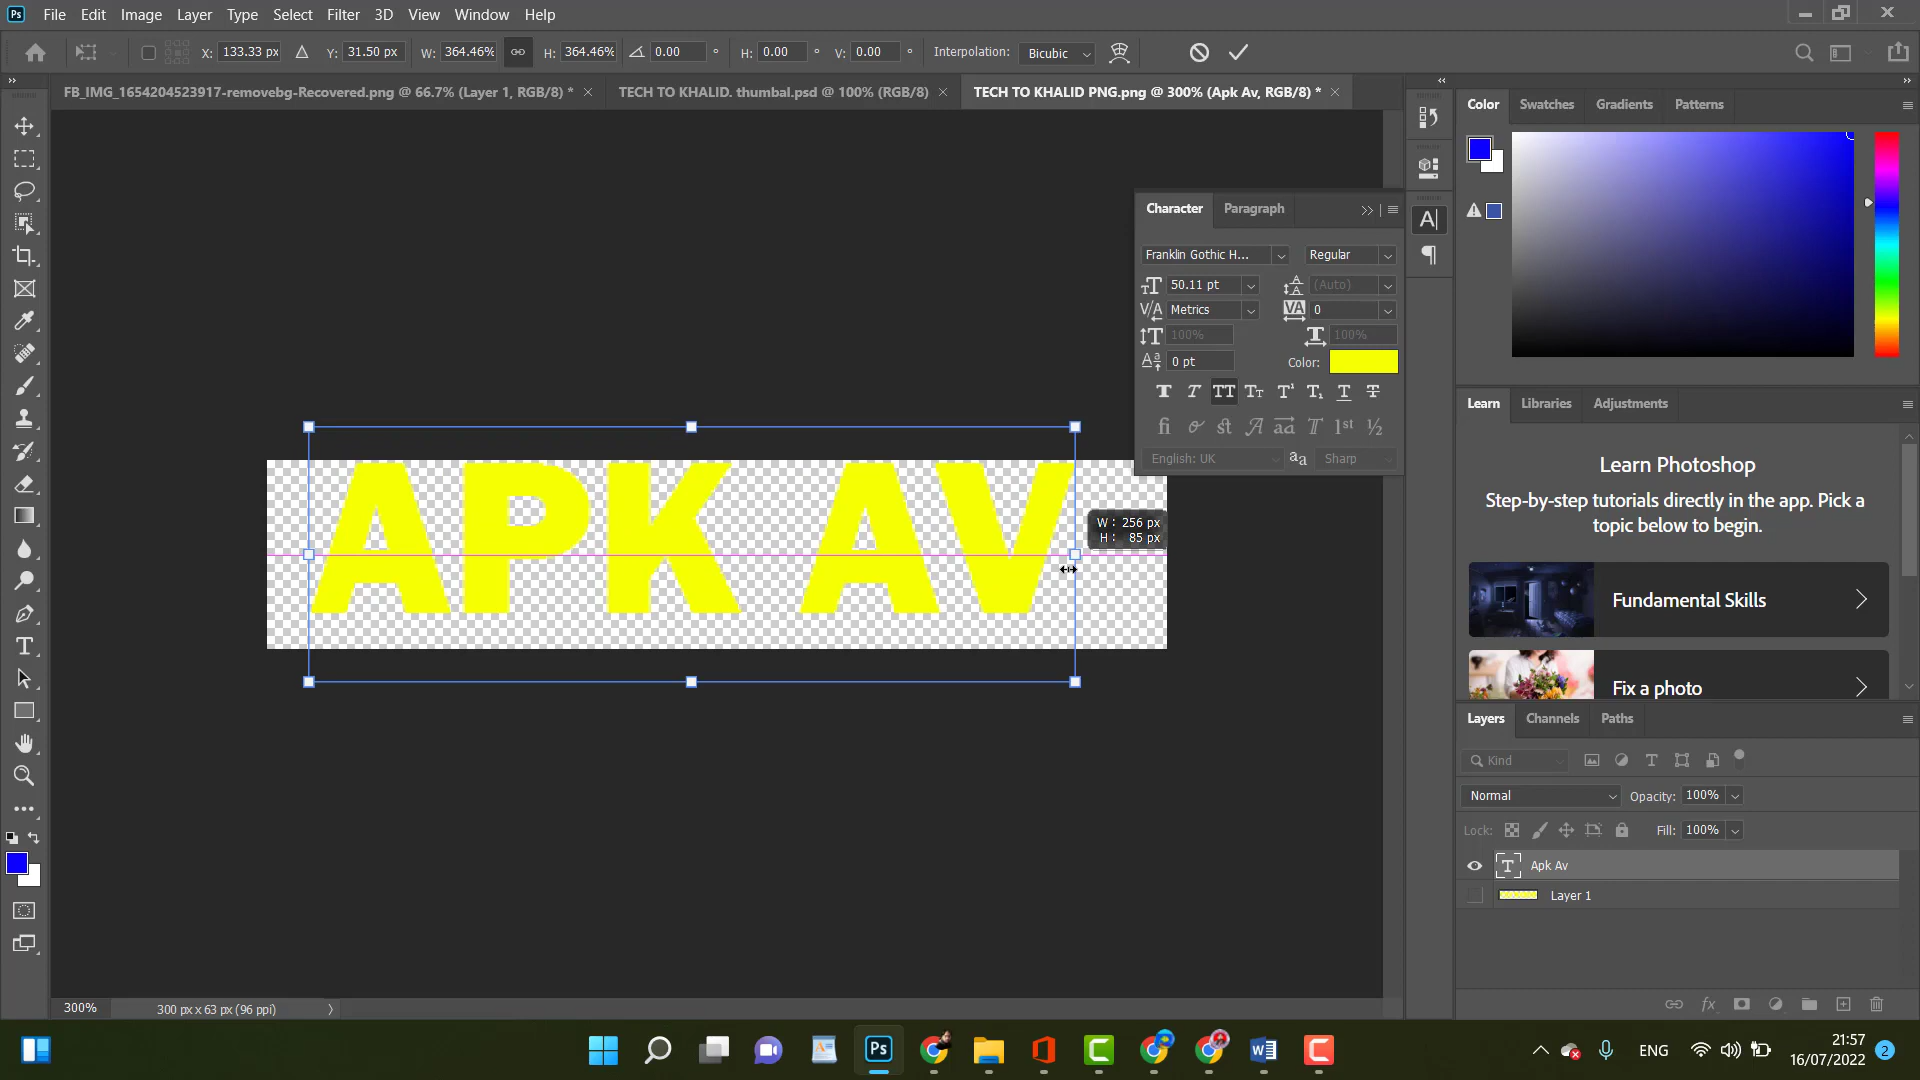 Ps File Edit Image Layer Type Select Filter 3D View Window Help
X: 133.33 px Y: 31.50 px W: 364.46% H: 364.46% 0.00 ° H: 0.00 ° V: 0.00 ° Interpolation: Bicubic
FB_IMG_1654204523917-removebg-Recovered.png @ 66.7% (Layer 1, RGB/8) * × TECH TO KHALID. thumbal.psd @ 100% (RGB/8) × TECH TO KHALID PNG.png @ 300% (Apk Av, RGB/8) * ×
Color Swatches Gradients Patterns
Character Paragraph
Franklin Gothic H... Regular
50.11 pt (Auto)
Metrics 0
100% 100%
0 pt Color:
English: UK Sharp
APK AV
W: 256 px
H: 85 px
Learn Libraries Adjustments
Learn Photoshop
Step-by-step tutorials directly in the app. Pick a
topic below to begin.
Fundamental Skills
Fix a photo
Layers Channels Paths
Kind
Normal Opacity: 100%
Lock: Fill: 100%
Apk Av
Layer 1
300% 300 px x 63 px (96 ppi)
ENG 21:57
16/07/2022 2